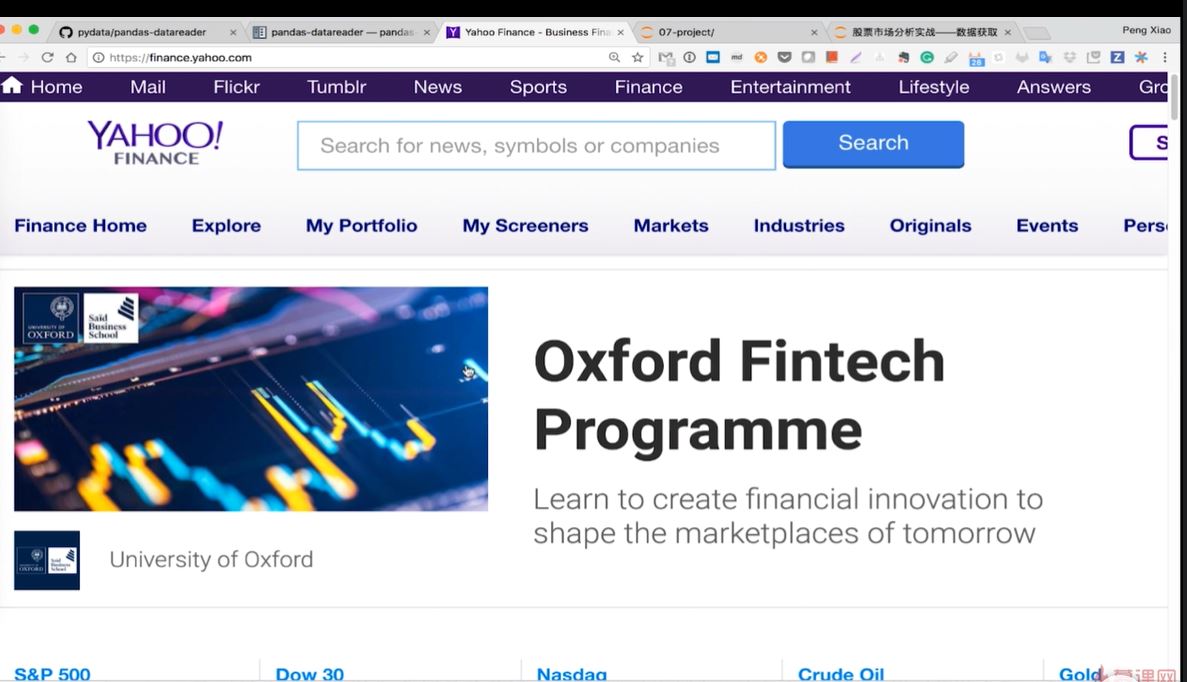 pydata/pandas-datareader
pandas-datareader — pandas-
Yahoo Finance - Business Fina
07-project/
股票市场分析实战——数据获取
Peng Xiao
https://finance.yahoo.com
Home Mail Flickr Tumblr News Sports Finance Entertainment Lifestyle Answers Gro
YAHOO!
FINANCE
Search for news, symbols or companies
Search
S
Finance Home Explore My Portfolio My Screeners Markets Industries Originals Events Pers
UNIVERSITY OF
OXFORD
Saïd
Business
School
Oxford Fintech
Programme
Learn to create financial innovation to
shape the marketplaces of tomorrow
University of Oxford
S&P 500 Dow 30 Nasdaq Crude Oil Gold